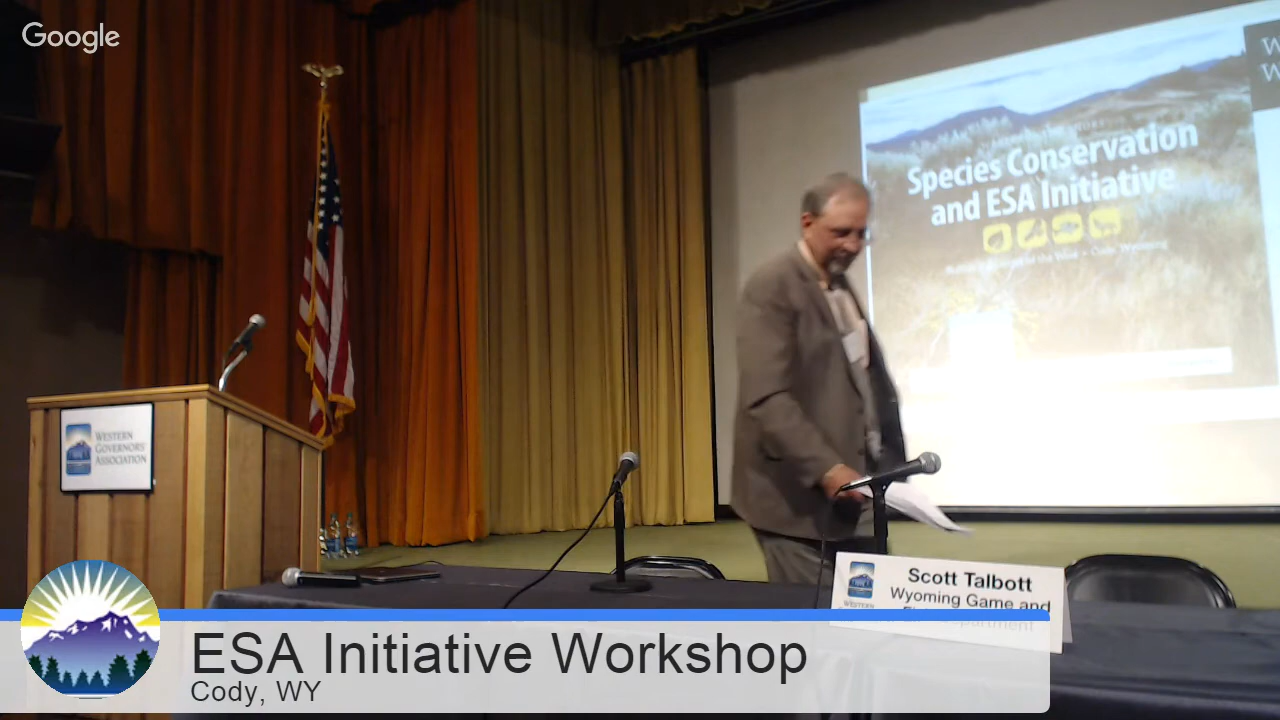 Google
Species Conservation
and ESA Initiative
WESTERN
GOVERNORS'
ASSOCIATION
Scott Talbott
Wyoming Game and
ESA Initiative Workshop
Cody, WY